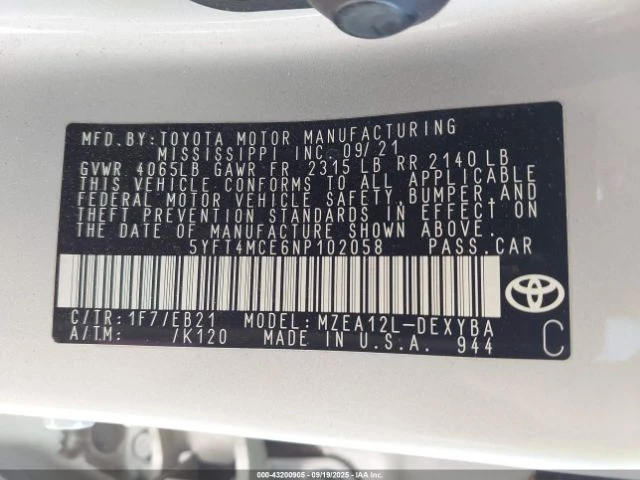 MFD.BY:TOYOTA MOTOR MANUFACTURING
MISSISSIPPI INC.09/21
GVWR 4065LB GAWR FR 2315 LB RR 2140 LB
THIS VEHICLE CONFORMS TO ALL APPLICABLE
FEDERAL MOTOR VEHICLE SAFETY,BUMPER,AND
THEFT PREVENTION STANDARDS IN EFFECT ON
THE DATE OF MANUFACTURE SHOWN ABOVE.
5YFT4MCE6NP102058 PASS.CAR
C/TR:1F7/EB21 MODEL:MZEA12L-DEXYBA
A/TM: /K120 MADE IN U.S.A. 944 C
000-43200905 - 09/19/2025 - IAAI.COM